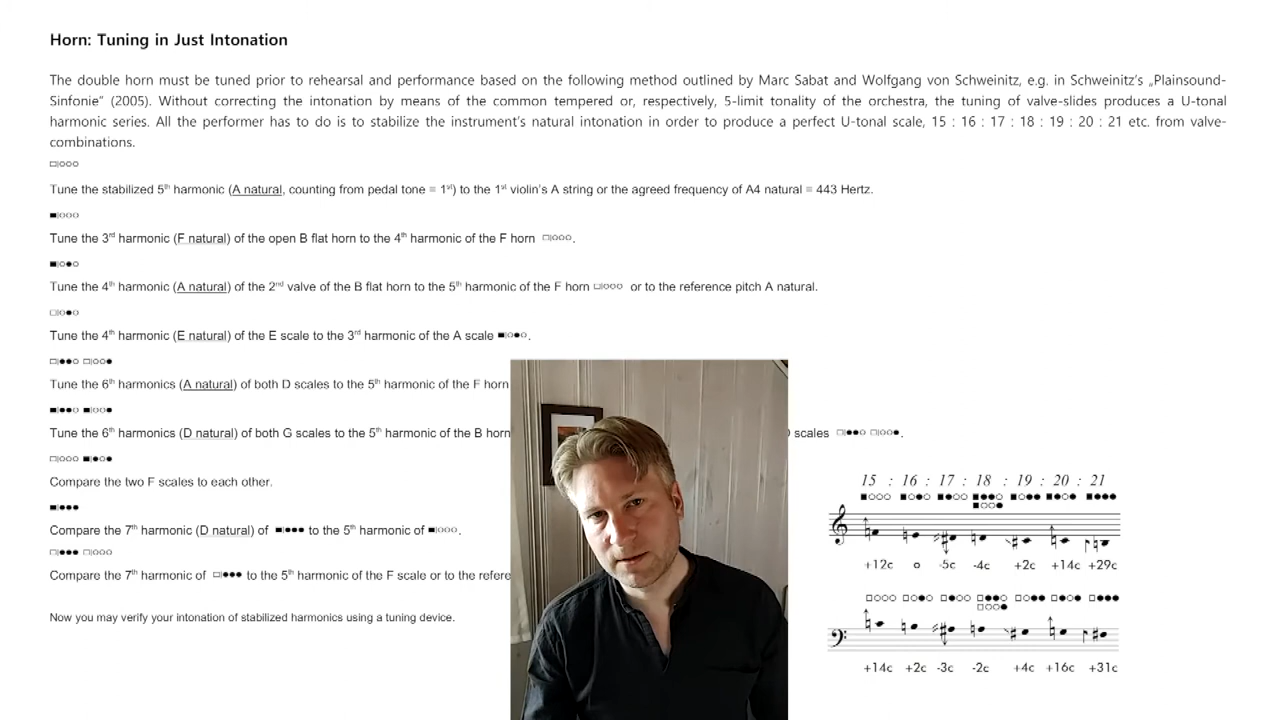 Horn: Tuning in Just Intonation
The double horn must be tuned prior to rehearsal and performance based on the following method outlined by Marc Sabat and Wolfgang von Schweinitz, e.g. in Schweinitz's „Plainsound-
Sinfonie" (2005). Without correcting the intonation by means of the common tempered or, respectively, 5-limit tonality of the orchestra, the tuning of valve-slides produces a U-tonal
harmonic series. All the performer has to do is to stabilize the instrument's natural intonation in order to produce a perfect U-tonal scale, 15 : 16 : 17 : 18 : 19 : 20 : 21 etc. from valve-
combinations.
□|○○○
Tune the stabilized 5th harmonic (A natural, counting from pedal tone = 1st) to the 1st violin's A string or the agreed frequency of A4 natural = 443 Hertz.
■|○○○
Tune the 3rd harmonic (F natural) of the open B flat horn to the 4th harmonic of the F horn □|○○○.
■|○●○
Tune the 4th harmonic (A natural) of the 2nd valve of the B flat horn to the 5th harmonic of the F horn □|○○○ or to the reference pitch A natural.
□|○●○
Tune the 4th harmonic (E natural) of the E scale to the 3rd harmonic of the A scale ■|○●○.
□|●●○ □|○○●
Tune the 6th harmonics (A natural) of both D scales to the 5th harmonic of the F horn
■|●●○ ■|○○●
Tune the 6th harmonics (D natural) of both G scales to the 5th harmonic of the B horn scales □|●●○ □|○○●.
□|○○○ ■|●○●
Compare the two F scales to each other.
■|●●●
Compare the 7th harmonic (D natural) of ■|●●● to the 5th harmonic of ■|○○○.
□|●●● □|○○○
Compare the 7th harmonic of □|●●● to the 5th harmonic of the F scale or to the refere
Now you may verify your intonation of stabilized harmonics using a tuning device.
15 : 16 : 17 : 18 : 19 : 20 : 21
+12c o -5c -4c +2c +14c +29c
+14c +2c -3c -2c +4c +16c +31c